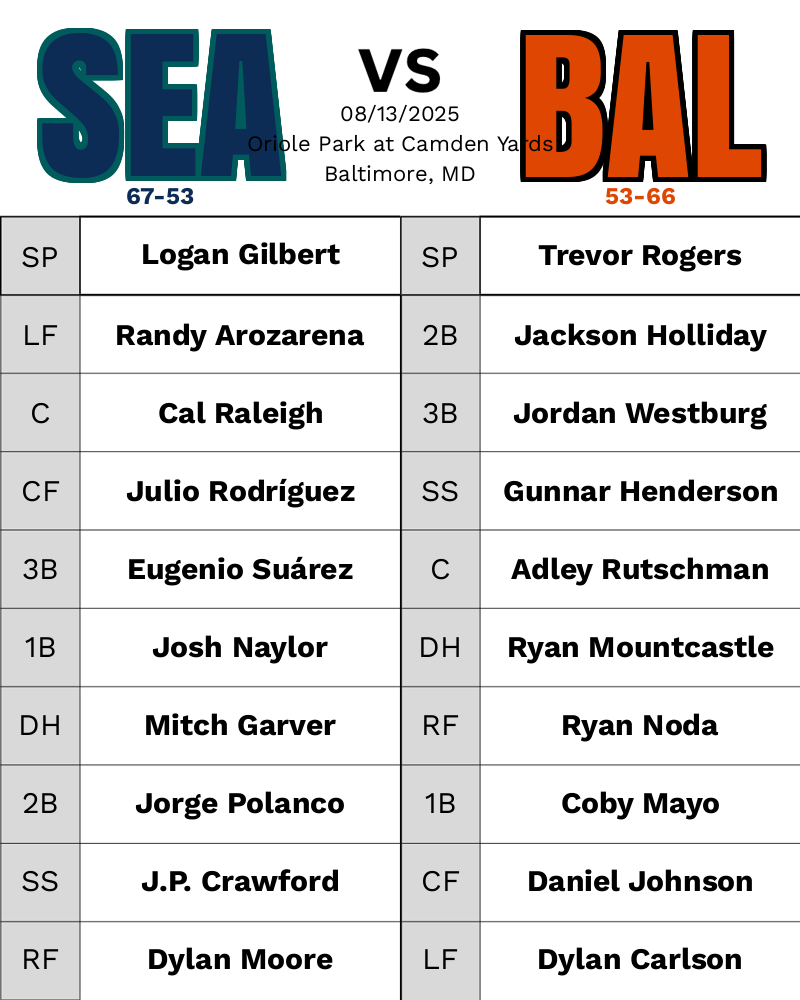 SEA
VS
BAL
08/13/2025
Oriole Park at Camden Yards
Baltimore, MD
67-53
53-66
SP Logan Gilbert SP Trevor Rogers
LF Randy Arozarena 2B Jackson Holliday
C Cal Raleigh 3B Jordan Westburg
CF Julio Rodríguez SS Gunnar Henderson
3B Eugenio Suárez C Adley Rutschman
1B Josh Naylor DH Ryan Mountcastle
DH Mitch Garver RF Ryan Noda
2B Jorge Polanco 1B Coby Mayo
SS J.P. Crawford CF Daniel Johnson
RF Dylan Moore LF Dylan Carlson